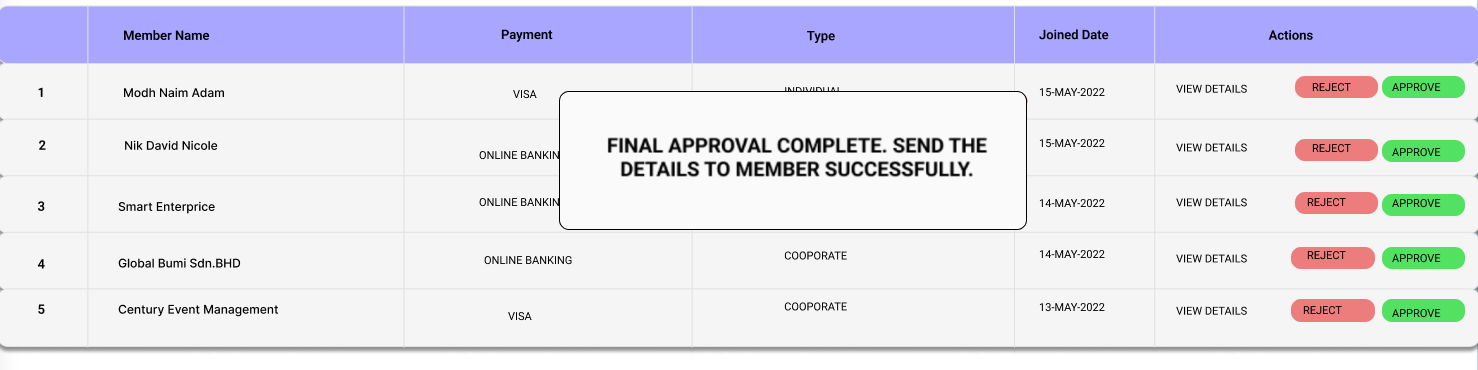 Member Name Payment Type Joined Date Actions
1 Modh Naim Adam VISA INDIVIDUAL 15-MAY-2022 VIEW DETAILS REJECT APPROVE
2 Nik David Nicole ONLINE BANKIN 15-MAY-2022 VIEW DETAILS REJECT APPROVE
FINAL APPROVAL COMPLETE. SEND THE
DETAILS TO MEMBER SUCCESSFULLY.
3 Smart Enterprice ONLINE BANKIN 14-MAY-2022 VIEW DETAILS REJECT APPROVE
4 Global Bumi Sdn.BHD ONLINE BANKING COOPORATE 14-MAY-2022 VIEW DETAILS REJECT APPROVE
5 Century Event Management VISA COOPORATE 13-MAY-2022 VIEW DETAILS REJECT APPROVE